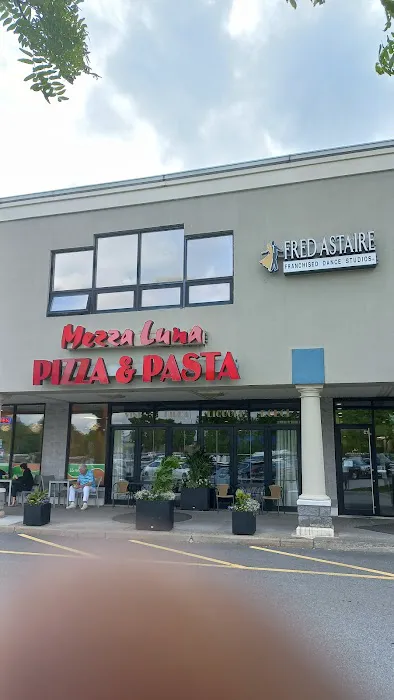 FRED ASTAIRE
FRANCHISED DANCE STUDIOS
Mezza Luna
PIZZA & PASTA